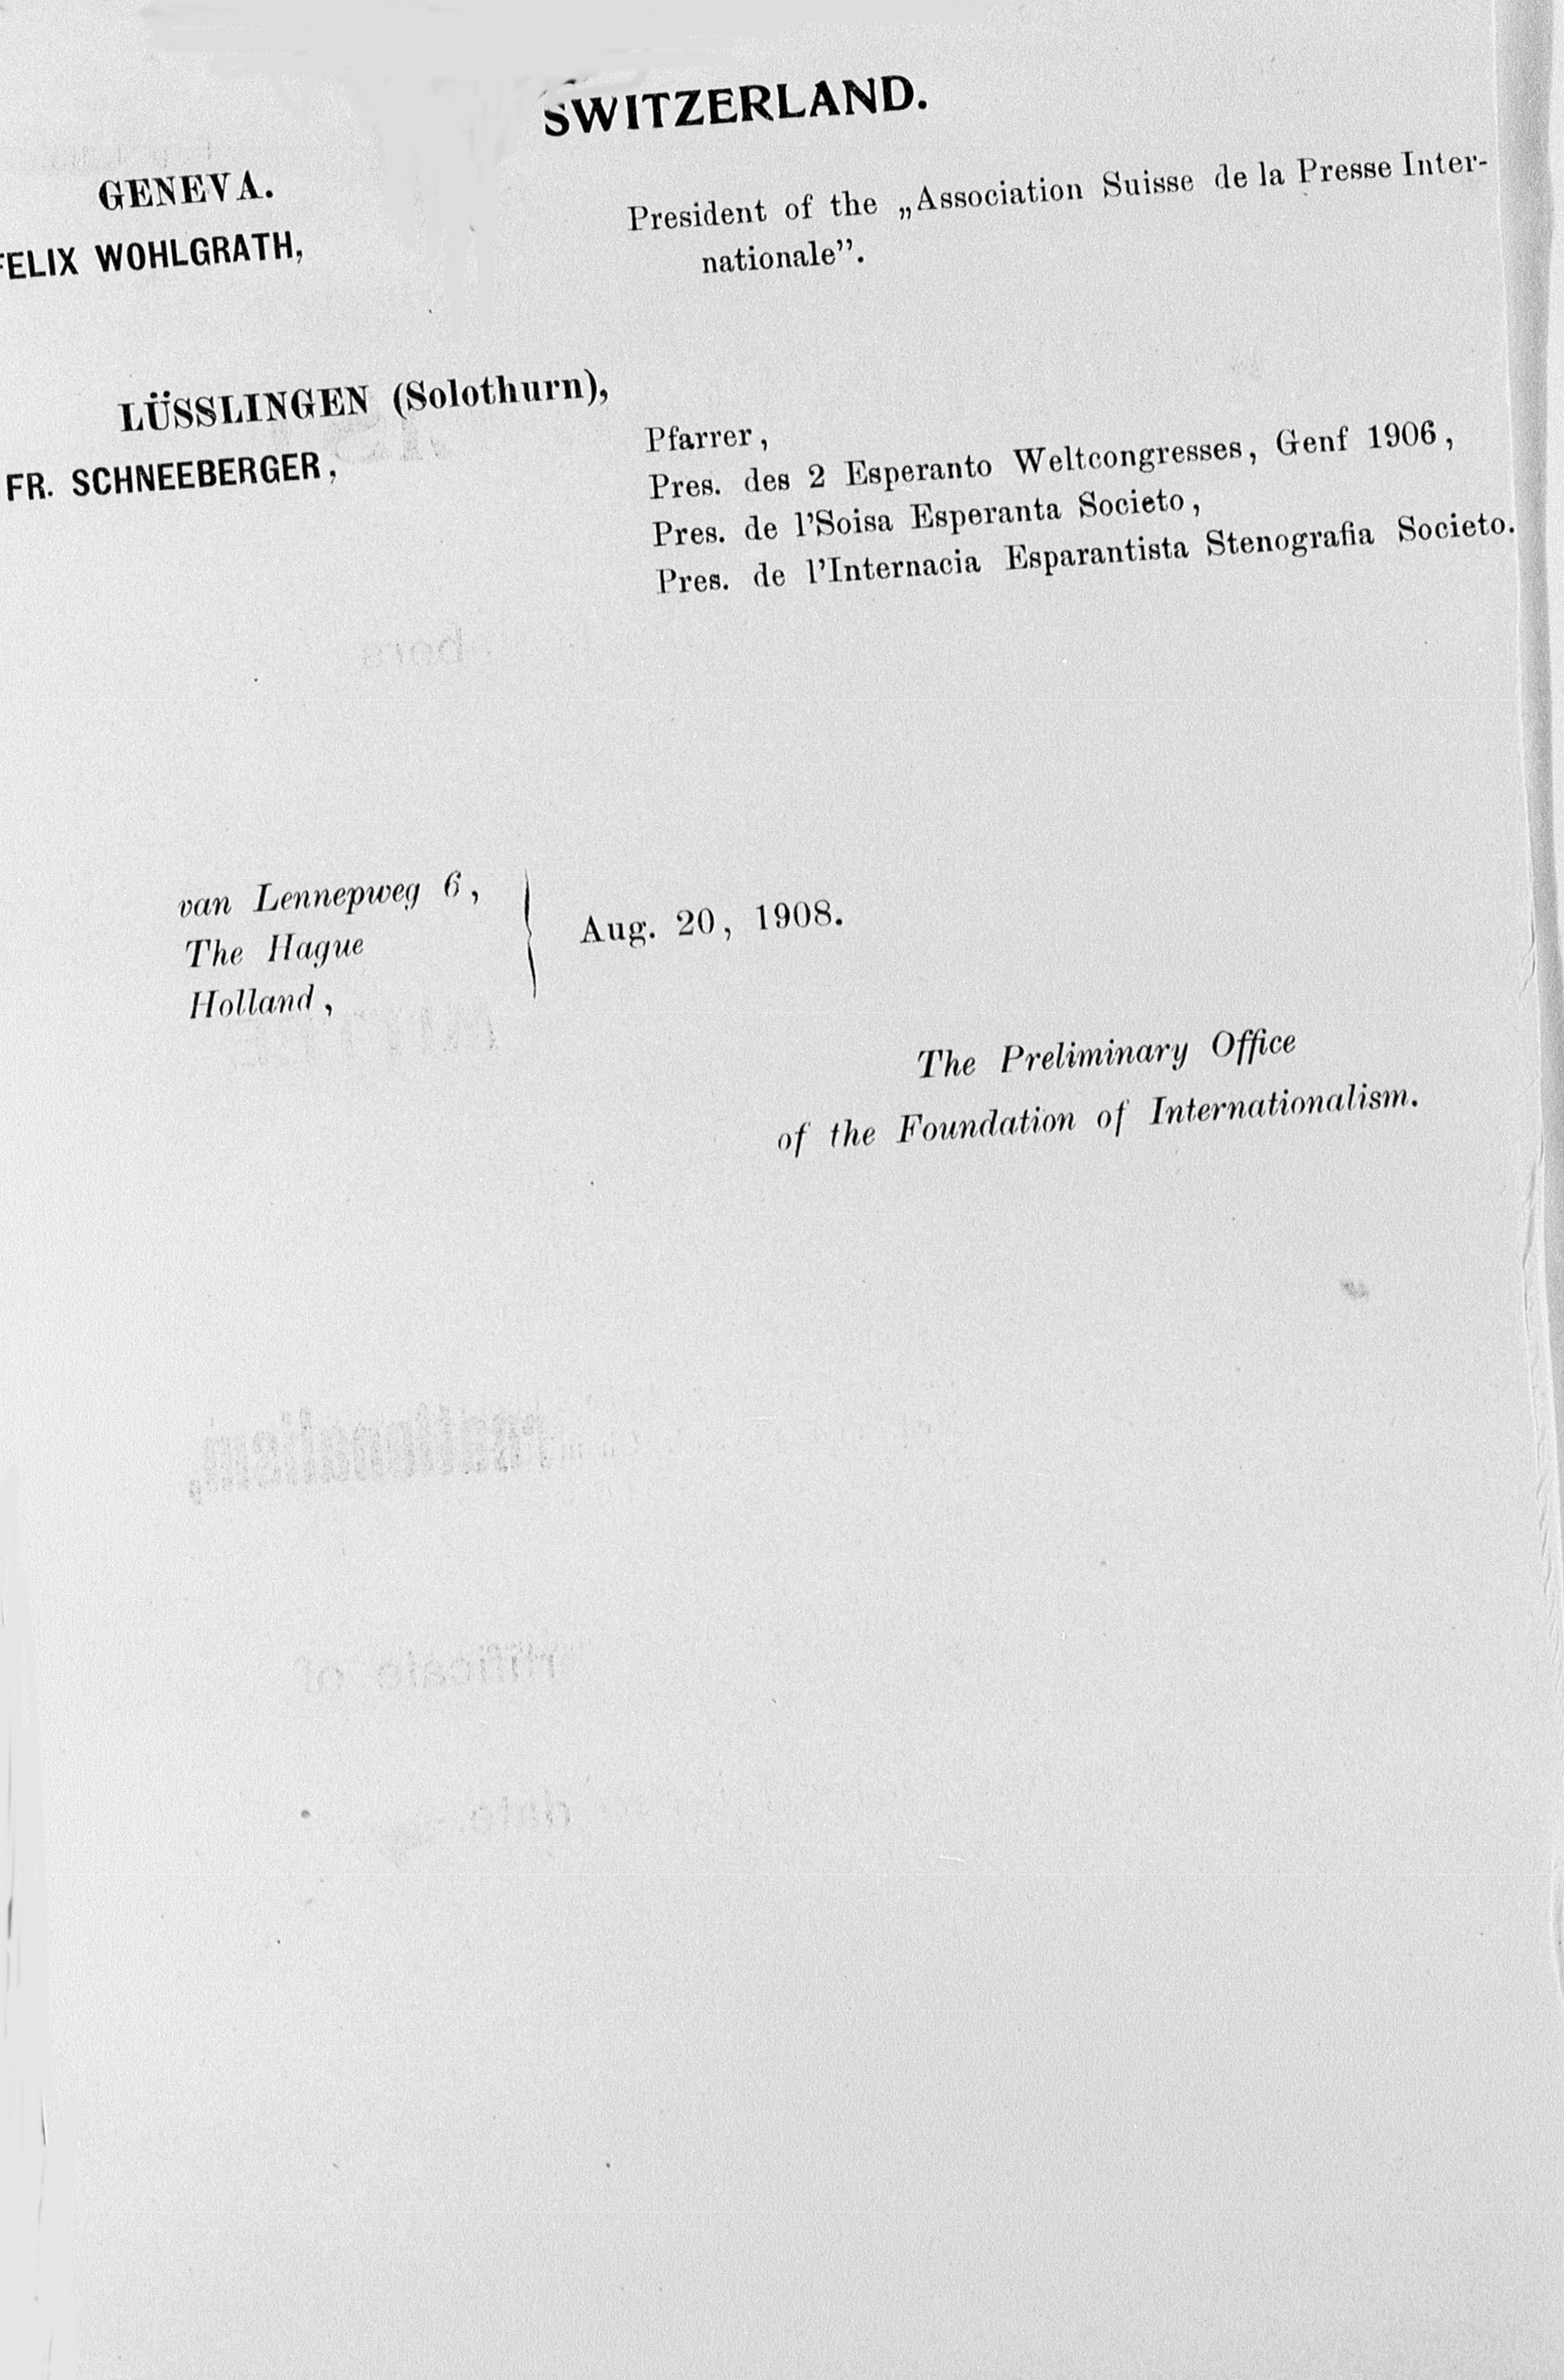 SWITZERLAND.
GENEVA.
FELIX WOHLGRATH,
President of the „Association Suisse de la Presse Inter-
nationale”.
LÜSSLINGEN (Solothurn),
FR. SCHNEEBERGER,
Pfarrer,
Pres. des 2 Esperanto Weltcongresses, Genf 1906,
Pres. de l'Soisa Esperanta Societo,
Pres. de l'Internacia Esparantista Stenografia Societo.
van Lennepweg 6,
The Hague
Holland,
Aug. 20, 1908.
The Preliminary Office
of the Foundation of Internationalism.